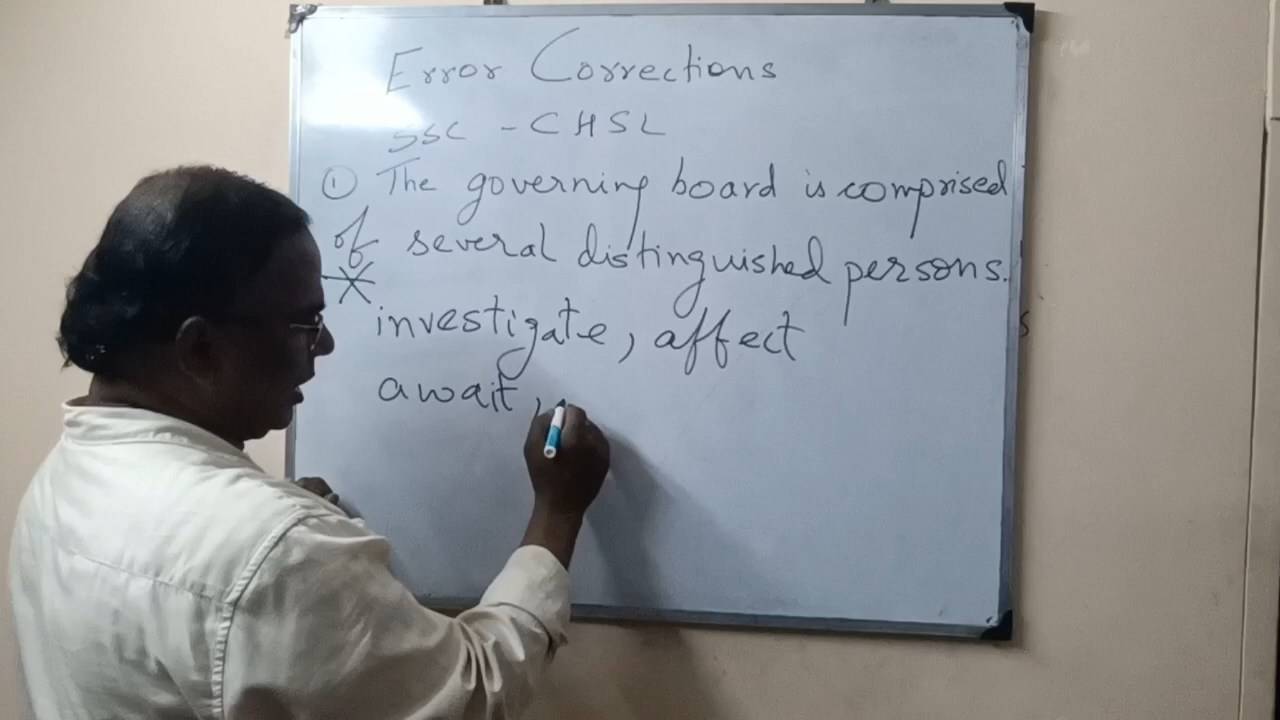 Error Corrections
SSC - CHSL
① The governing board is comprised
of several distinguished persons.
investigate, affect
await,